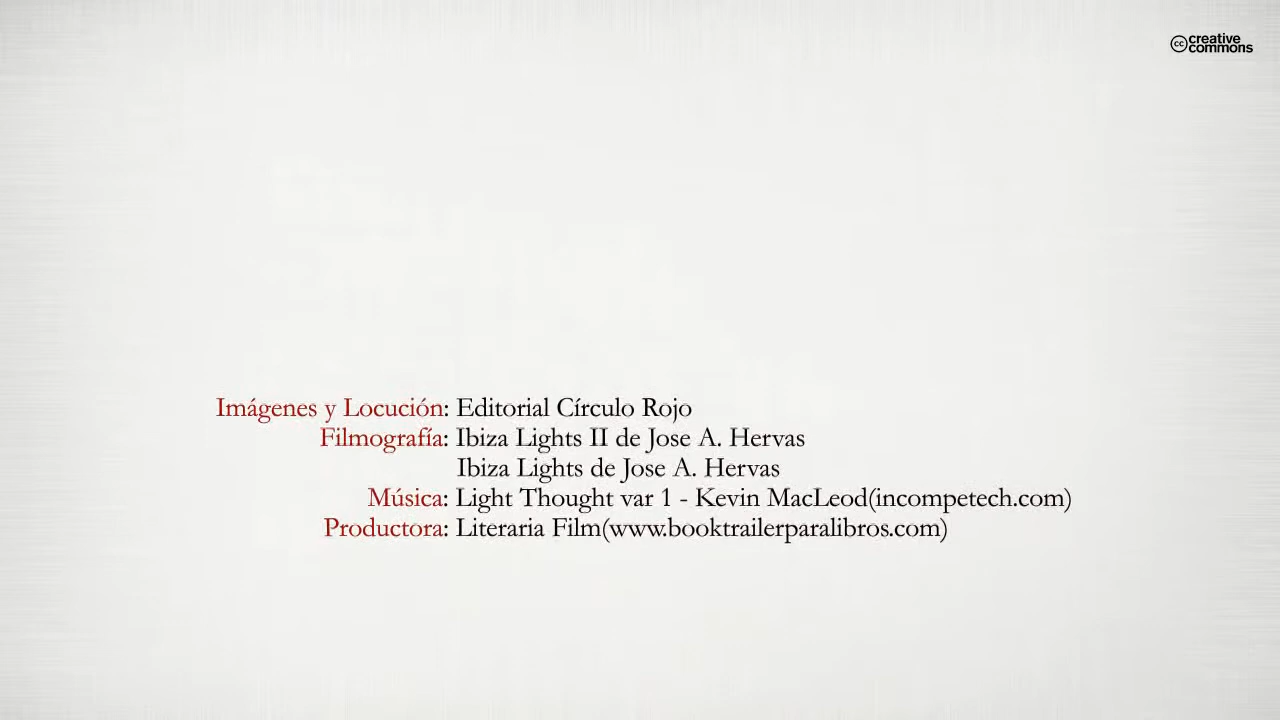 cc creative
commons
Imágenes y Locución: Editorial Círculo Rojo
Filmografía: Ibiza Lights II de Jose A. Hervas
Ibiza Lights de Jose A. Hervas
Música: Light Thought var 1 - Kevin MacLeod(incompetech.com)
Productora: Literaria Film(www.booktrailerparalibros.com)